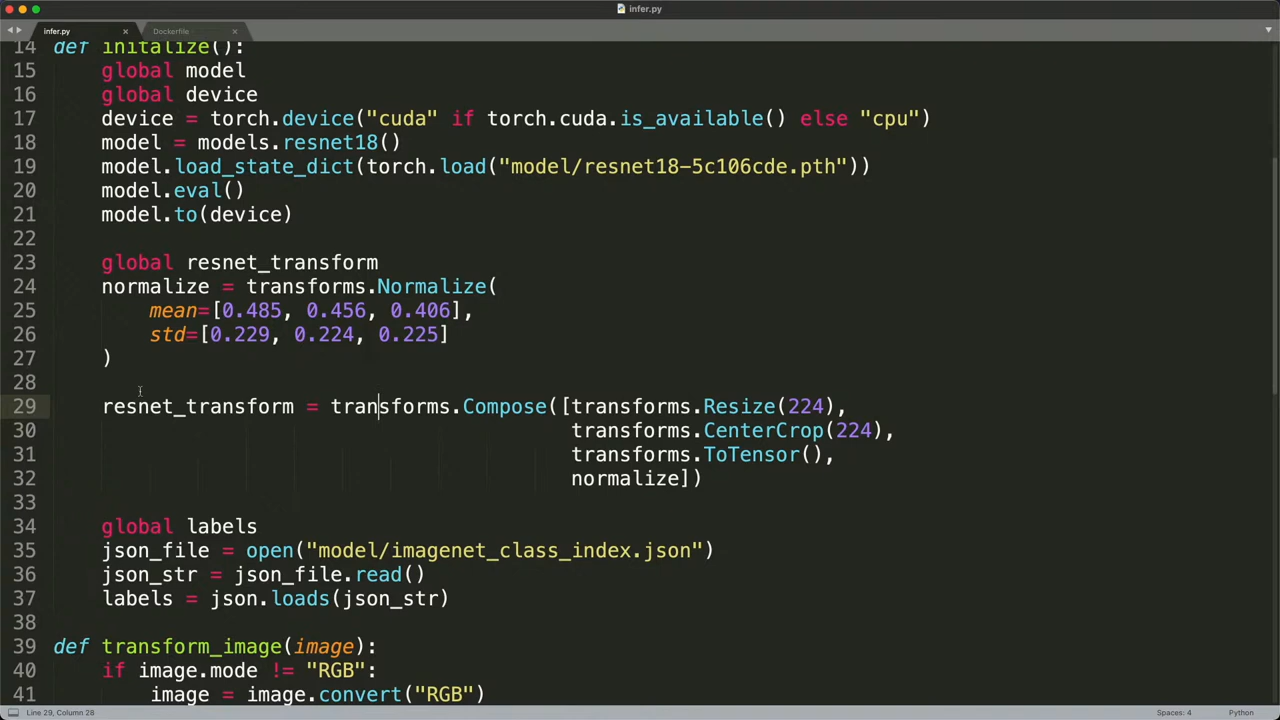 infer.py
infer.py
Dockerfile
14 def initalize():
15     global model
16     global device
17     device = torch.device("cuda" if torch.cuda.is_available() else "cpu")
18     model = models.resnet18()
19     model.load_state_dict(torch.load("model/resnet18-5c106cde.pth"))
20     model.eval()
21     model.to(device)
22
23     global resnet_transform
24     normalize = transforms.Normalize(
25         mean=[0.485, 0.456, 0.406],
26         std=[0.229, 0.224, 0.225]
27     )
28
29     resnet_transform = transforms.Compose([transforms.Resize(224),
30                                            transforms.CenterCrop(224),
31                                            transforms.ToTensor(),
32                                            normalize])
33
34     global labels
35     json_file = open("model/imagenet_class_index.json")
36     json_str = json_file.read()
37     labels = json.loads(json_str)
38
39 def transform_image(image):
40     if image.mode != "RGB":
41         image = image.convert("RGB")
Line 29, Column 28
Spaces: 4
Python